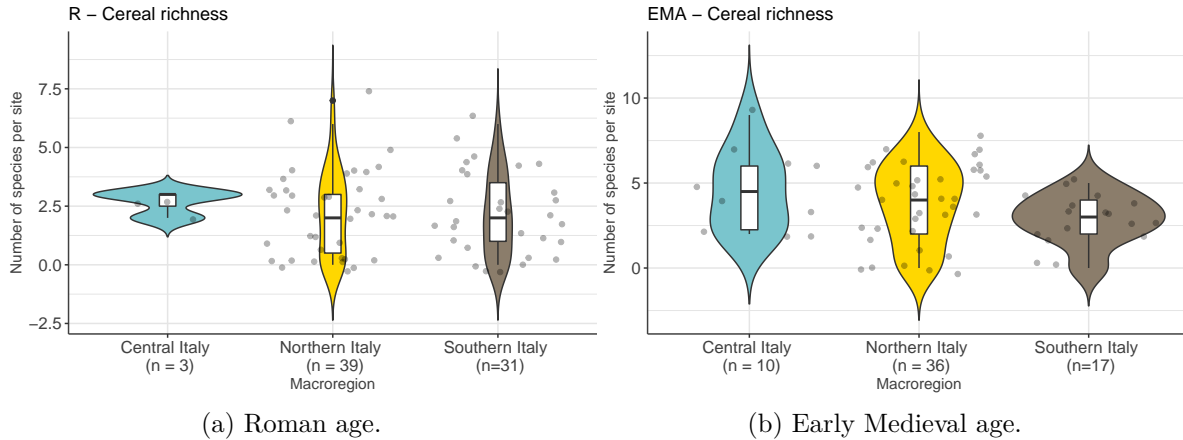 R – Cereal richness
Number of species per site
7.5
5.0
2.5
0.0
−2.5
Central Italy
(n = 3)
Northern Italy
(n = 39)
Southern Italy
(n=31)
Macroregion
(a) Roman age.
EMA – Cereal richness
Number of species per site
10
5
0
Central Italy
(n = 10)
Northern Italy
(n = 36)
Southern Italy
(n=17)
Macroregion
(b) Early Medieval age.